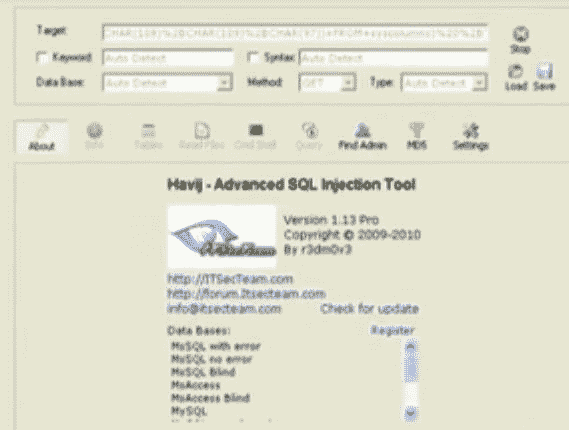 Target: CHAR(108)%2BCHAR(109)%2BCHAR(97))+FROM+syscolumns)%20%2B
Stop
Keyword: Auto Detect Syntax: Auto Detect
Load Save
Data Base: Auto Detect Method: GET Type: Auto Detect
About Info Tables Read Files Cmd Shell Query Find Admin MD5 Settings
Havij - Advanced SQL Injection Tool
Version 1.13 Pro
Copyright © 2009-2010
By r3dm0v3
http://ITSecTeam.com
http://forum.itsecteam.com
info@itsecteam.com Check for update
Data Bases: Register
MsSQL with error
MsSQL no error
MsSQL Blind
MsAccess
MsAccess Blind
MySQL